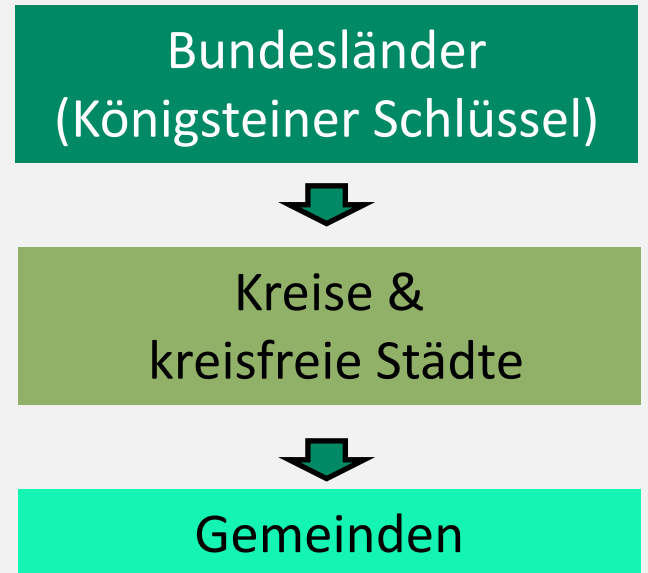 Bundesländer
(Königsteiner Schlüssel)
Kreise &
kreisfreie Städte
Gemeinden